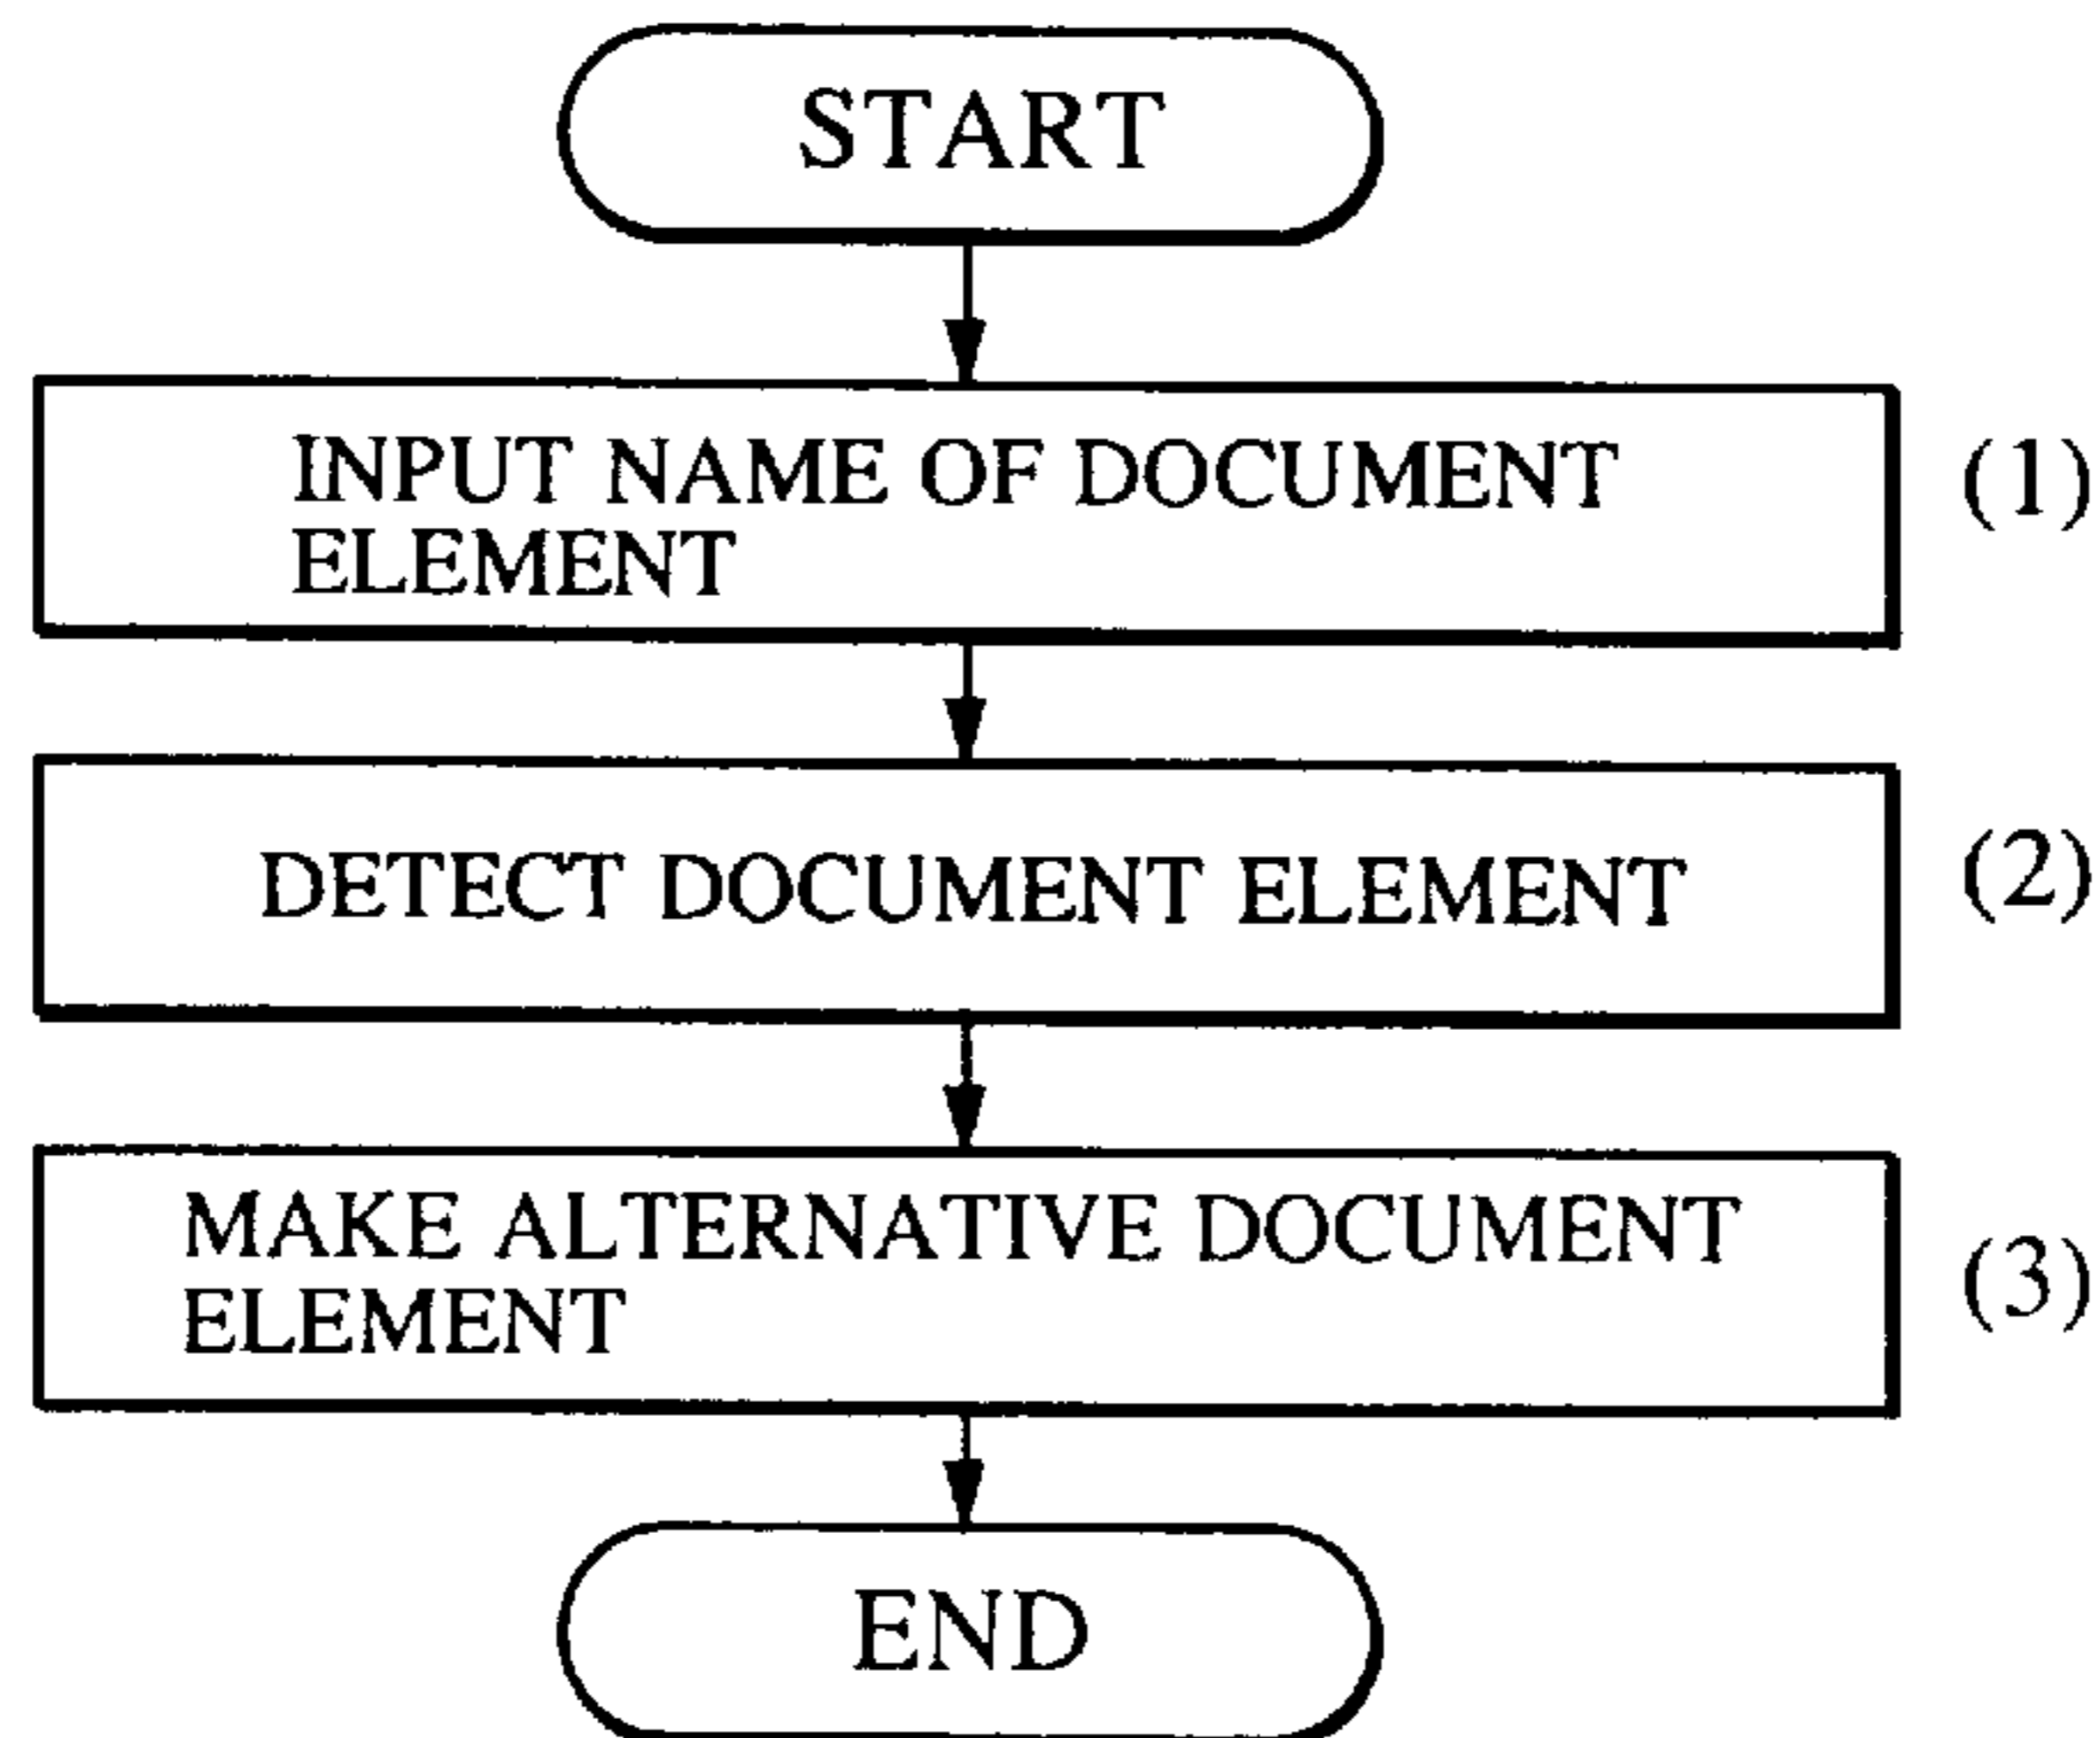 START
INPUT NAME OF DOCUMENT
ELEMENT
(1)
DETECT DOCUMENT ELEMENT
(2)
MAKE ALTERNATIVE DOCUMENT
ELEMENT
(3)
END